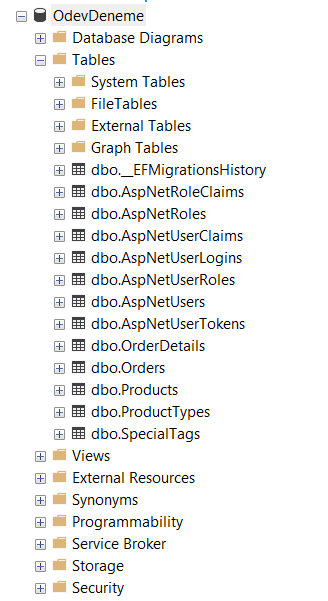 OdevDeneme
Database Diagrams
Tables
System Tables
FileTables
External Tables
Graph Tables
dbo.__EFMigrationsHistory
dbo.AspNetRoleClaims
dbo.AspNetRoles
dbo.AspNetUserClaims
dbo.AspNetUserLogins
dbo.AspNetUserRoles
dbo.AspNetUsers
dbo.AspNetUserTokens
dbo.OrderDetails
dbo.Orders
dbo.Products
dbo.ProductTypes
dbo.SpecialTags
Views
External Resources
Synonyms
Programmability
Service Broker
Storage
Security